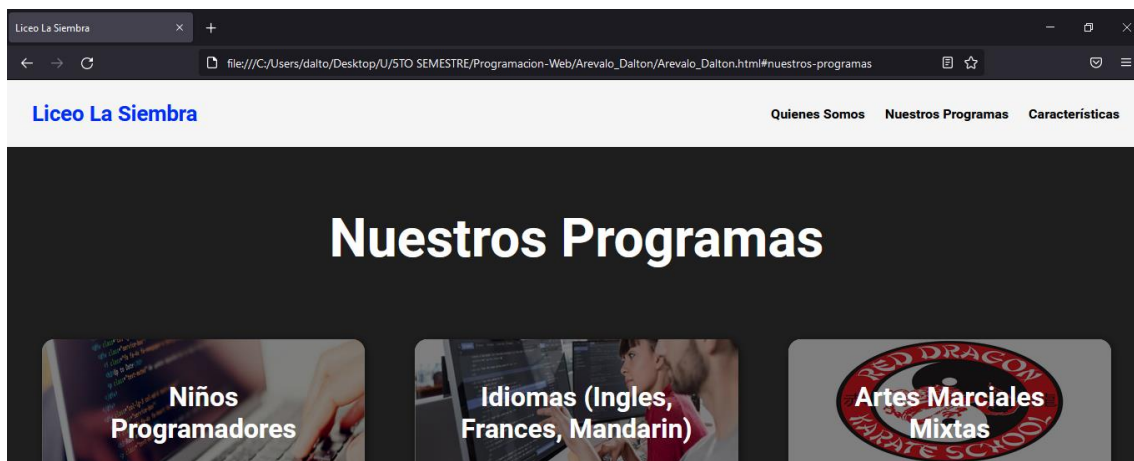 Liceo La Siembra
file:///C:/Users/dalto/Desktop/U/5TO SEMESTRE/Programacion-Web/Arevalo_Dalton/Arevalo_Dalton.html#nuestros-programas
Liceo La Siembra
Quienes Somos Nuestros Programas Características
Nuestros Programas
Niños
Programadores
Idiomas (Ingles,
Frances, Mandarin)
RED DRAGON
Artes Marciales
Mixtas
KARATE SCHOOL